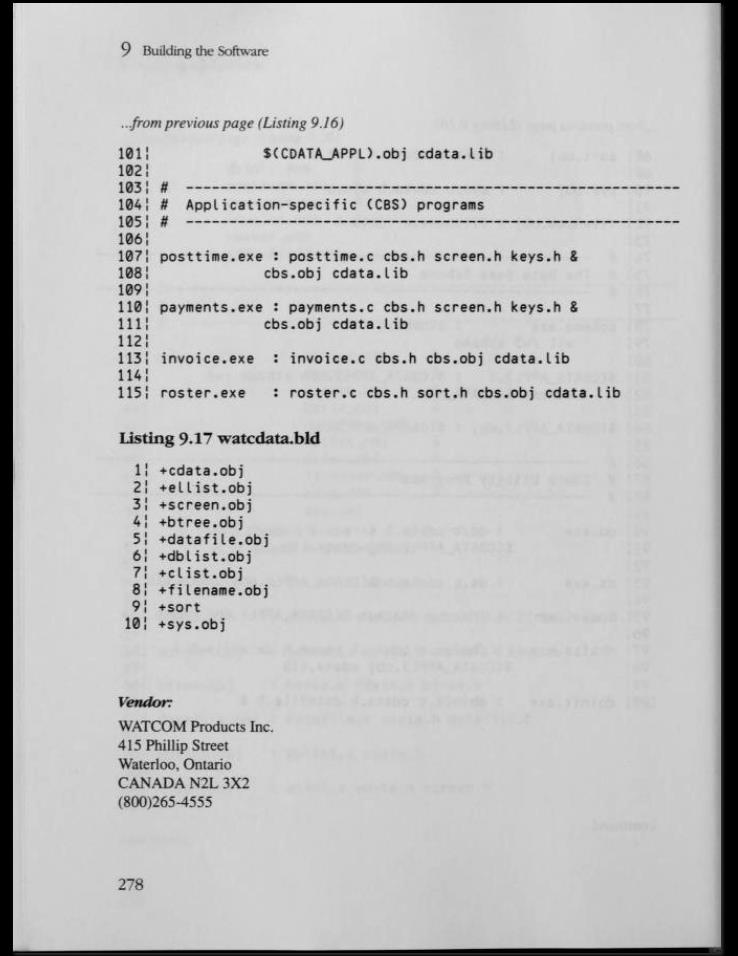 9 Building the Software
...from previous page (Listing 9.16)
101¦ $(CDATA_APPL).obj cdata.lib
102¦
103¦ # -----------------------------------------------------------
104¦ # Application-specific (CBS) programs
105¦ # -----------------------------------------------------------
106¦
107¦ posttime.exe : posttime.c cbs.h screen.h keys.h &
108¦ cbs.obj cdata.lib
109¦
110¦ payments.exe : payments.c cbs.h screen.h keys.h &
111¦ cbs.obj cdata.lib
112¦
113¦ invoice.exe : invoice.c cbs.h cbs.obj cdata.lib
114¦
115¦ roster.exe : roster.c cbs.h sort.h cbs.obj cdata.lib
Listing 9.17 watcdata.bld
1¦ +cdata.obj
2¦ +ellist.obj
3¦ +screen.obj
4¦ +btree.obj
5¦ +datafile.obj
6¦ +dblist.obj
7¦ +clist.obj
8¦ +filename.obj
9¦ +sort
10¦ +sys.obj
Vendor:
WATCOM Products Inc.
415 Phillip Street
Waterloo, Ontario
CANADA N2L 3X2
(800)265-4555
278